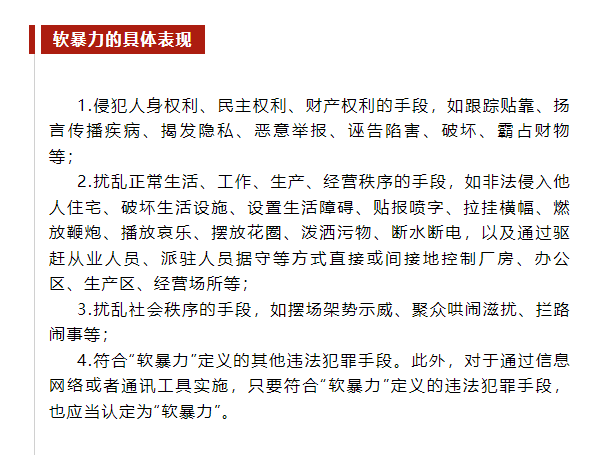 软暴力的具体表现
1.侵犯人身权利、民主权利、财产权利的手段，如跟踪贴靠、扬
言传播疾病、揭发隐私、恶意举报、诬告陷害、破坏、霸占财物
等；
2.扰乱正常生活、工作、生产、经营秩序的手段，如非法侵入他
人住宅、破坏生活设施、设置生活障碍、贴报喷字、拉挂横幅、燃
放鞭炮、播放哀乐、摆放花圈、泼洒污物、断水断电，以及通过驱
赶从业人员、派驻人员据守等方式直接或间接地控制厂房、办公
区、生产区、经营场所等；
3.扰乱社会秩序的手段，如摆场架势示威、聚众哄闹滋扰、拦路
闹事等；
4.符合“软暴力”定义的其他违法犯罪手段。此外，对于通过信息
网络或者通讯工具实施，只要符合“软暴力”定义的违法犯罪手段，
也应当认定为“软暴力”。